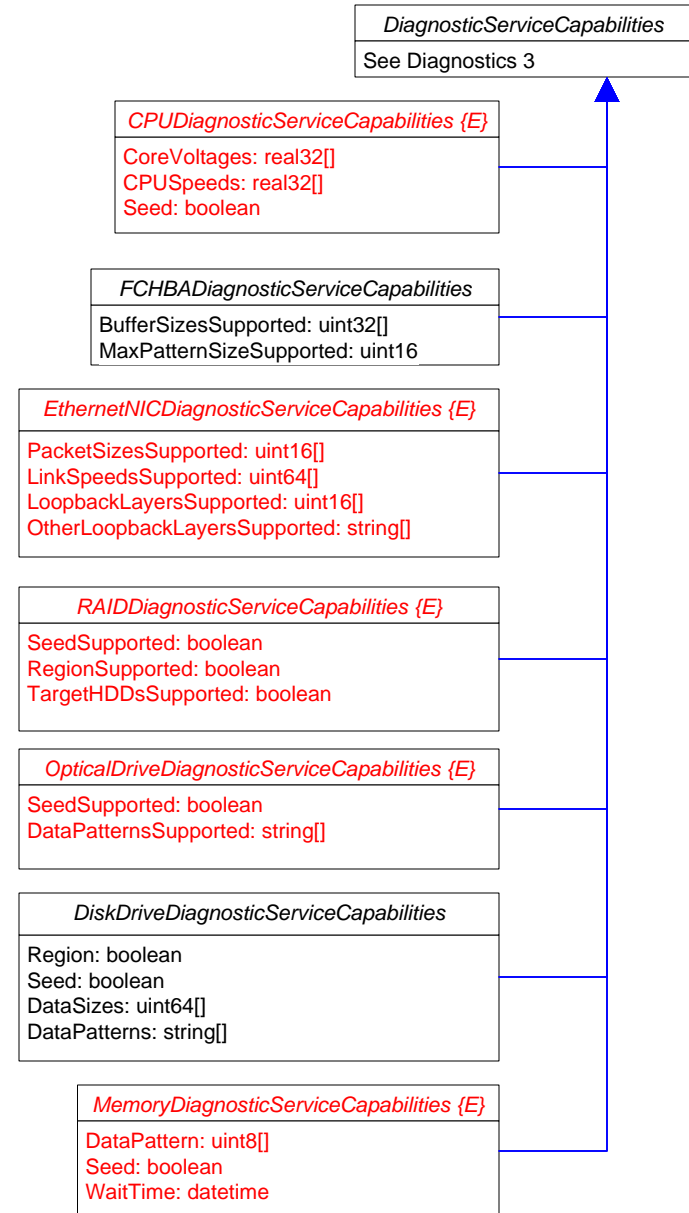 DiagnosticServiceCapabilities
See Diagnostics 3
CPUDiagnosticServiceCapabilities {E}
CoreVoltages: real32[]
CPUSpeeds: real32[]
Seed: boolean
FCHBADiagnosticServiceCapabilities
BufferSizesSupported: uint32[]
MaxPatternSizeSupported: uint16
EthernetNICDiagnosticServiceCapabilities {E}
PacketSizesSupported: uint16[]
LinkSpeedsSupported: uint64[]
LoopbackLayersSupported: uint16[]
OtherLoopbackLayersSupported: string[]
RAIDDiagnosticServiceCapabilities {E}
SeedSupported: boolean
RegionSupported: boolean
TargetHDDsSupported: boolean
OpticalDriveDiagnosticServiceCapabilities {E}
SeedSupported: boolean
DataPatternsSupported: string[]
DiskDriveDiagnosticServiceCapabilities
Region: boolean
Seed: boolean
DataSizes: uint64[]
DataPatterns: string[]
MemoryDiagnosticServiceCapabilities {E}
DataPattern: uint8[]
Seed: boolean
WaitTime: datetime